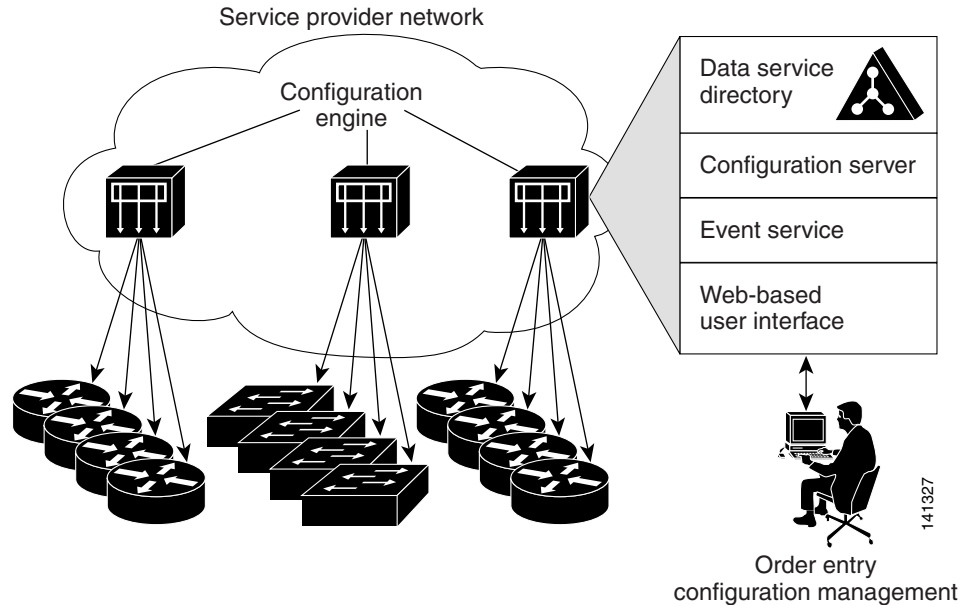 Service provider network
Configuration
engine
Data service
directory
Configuration server
Event service
Web-based
user interface
141327
Order entry
configuration management